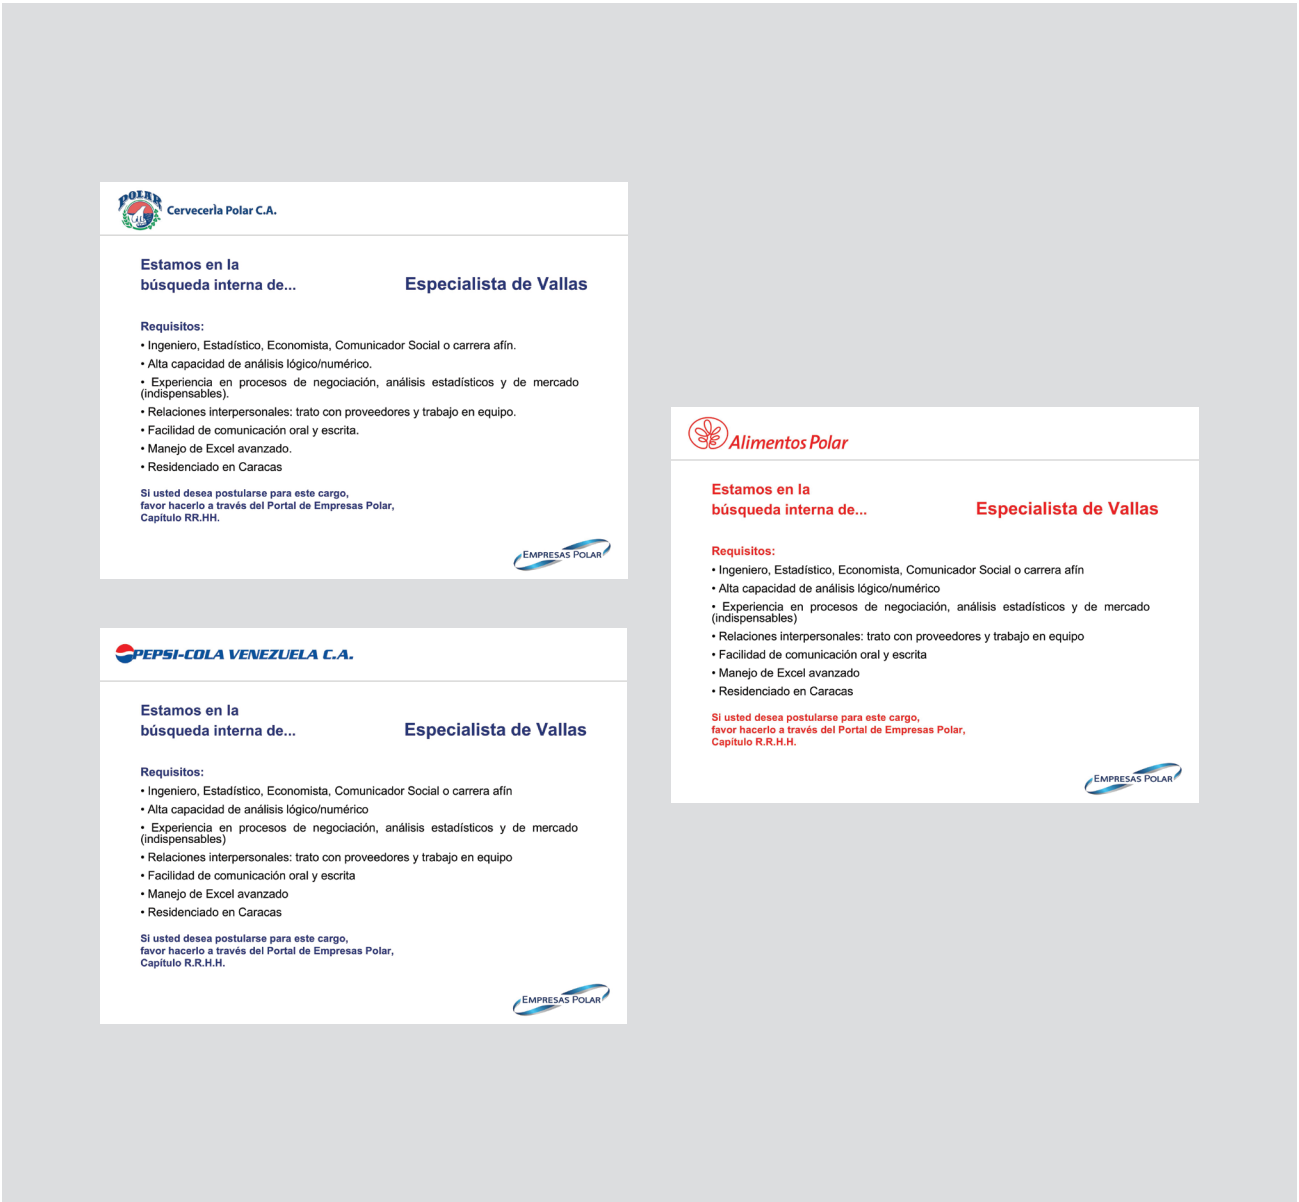 POLAR
Cervecerìa Polar C.A.
Estamos en la
búsqueda interna de...
Especialista de Vallas
Requisitos:
• Ingeniero, Estadístico, Economista, Comunicador Social o carrera afín.
• Alta capacidad de análisis lógico/numérico.
• Experiencia en procesos de negociación, análisis estadísticos y de mercado
(indispensables).
• Relaciones interpersonales: trato con proveedores y trabajo en equipo.
• Facilidad de comunicación oral y escrita.
• Manejo de Excel avanzado.
• Residenciado en Caracas
Si usted desea postularse para este cargo,
favor hacerlo a través del Portal de Empresas Polar,
Capítulo RR.HH.
EMPRESAS POLAR
PEPSI-COLA VENEZUELA C.A.
Estamos en la
búsqueda interna de...
Especialista de Vallas
Requisitos:
• Ingeniero, Estadístico, Economista, Comunicador Social o carrera afín
• Alta capacidad de análisis lógico/numérico
• Experiencia en procesos de negociación, análisis estadísticos y de mercado
(indispensables)
• Relaciones interpersonales: trato con proveedores y trabajo en equipo
• Facilidad de comunicación oral y escrita
• Manejo de Excel avanzado
• Residenciado en Caracas
Si usted desea postularse para este cargo,
favor hacerlo a través del Portal de Empresas Polar,
Capítulo R.R.H.H.
EMPRESAS POLAR
Alimentos Polar
Estamos en la
búsqueda interna de...
Especialista de Vallas
Requisitos:
• Ingeniero, Estadístico, Economista, Comunicador Social o carrera afín
• Alta capacidad de análisis lógico/numérico
• Experiencia en procesos de negociación, análisis estadísticos y de mercado
(indispensables)
• Relaciones interpersonales: trato con proveedores y trabajo en equipo
• Facilidad de comunicación oral y escrita
• Manejo de Excel avanzado
• Residenciado en Caracas
Si usted desea postularse para este cargo,
favor hacerlo a través del Portal de Empresas Polar,
Capítulo R.R.H.H.
EMPRESAS POLAR